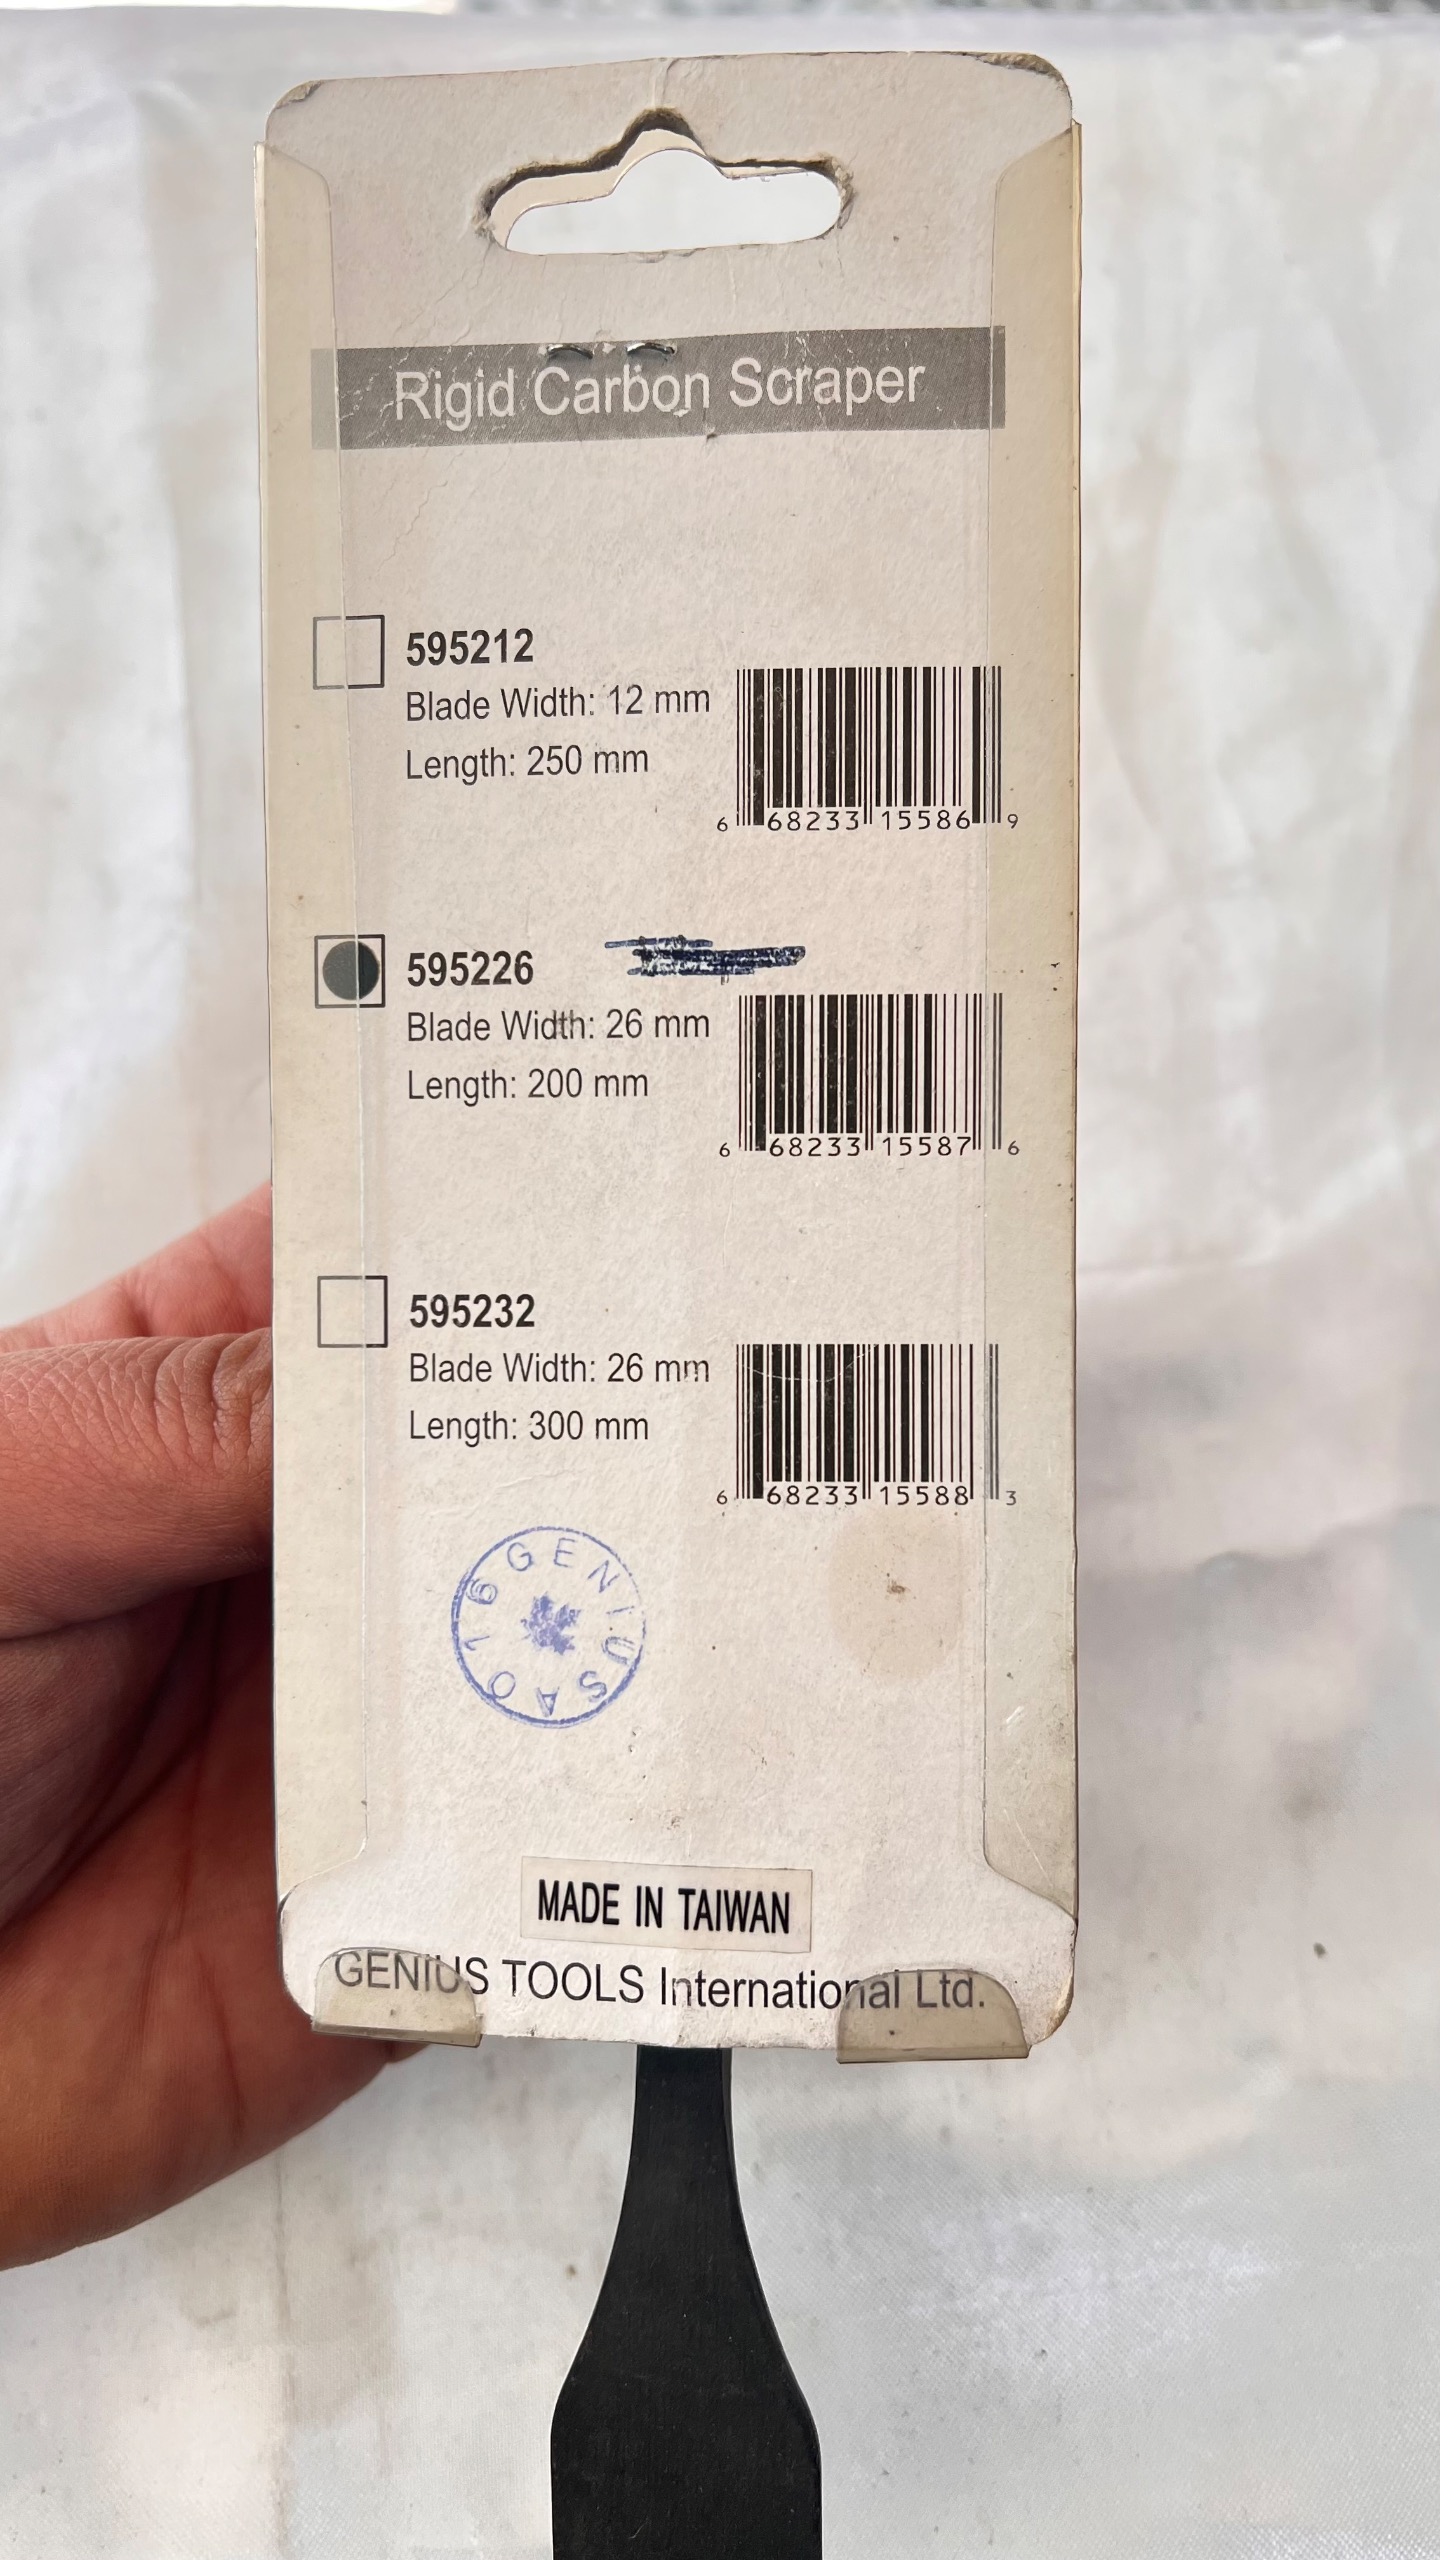 Rigid Carbon Scraper
595212
Blade Width: 12 mm
Length: 250 mm
6 68233 15586 9
595226
Blade Width: 26 mm
Length: 200 mm
6 68233 15587 6
595232
Blade Width: 26 mm
Length: 300 mm
6 68233 15588 3
GENIUS A016
MADE IN TAIWAN
GENIUS TOOLS International Ltd.